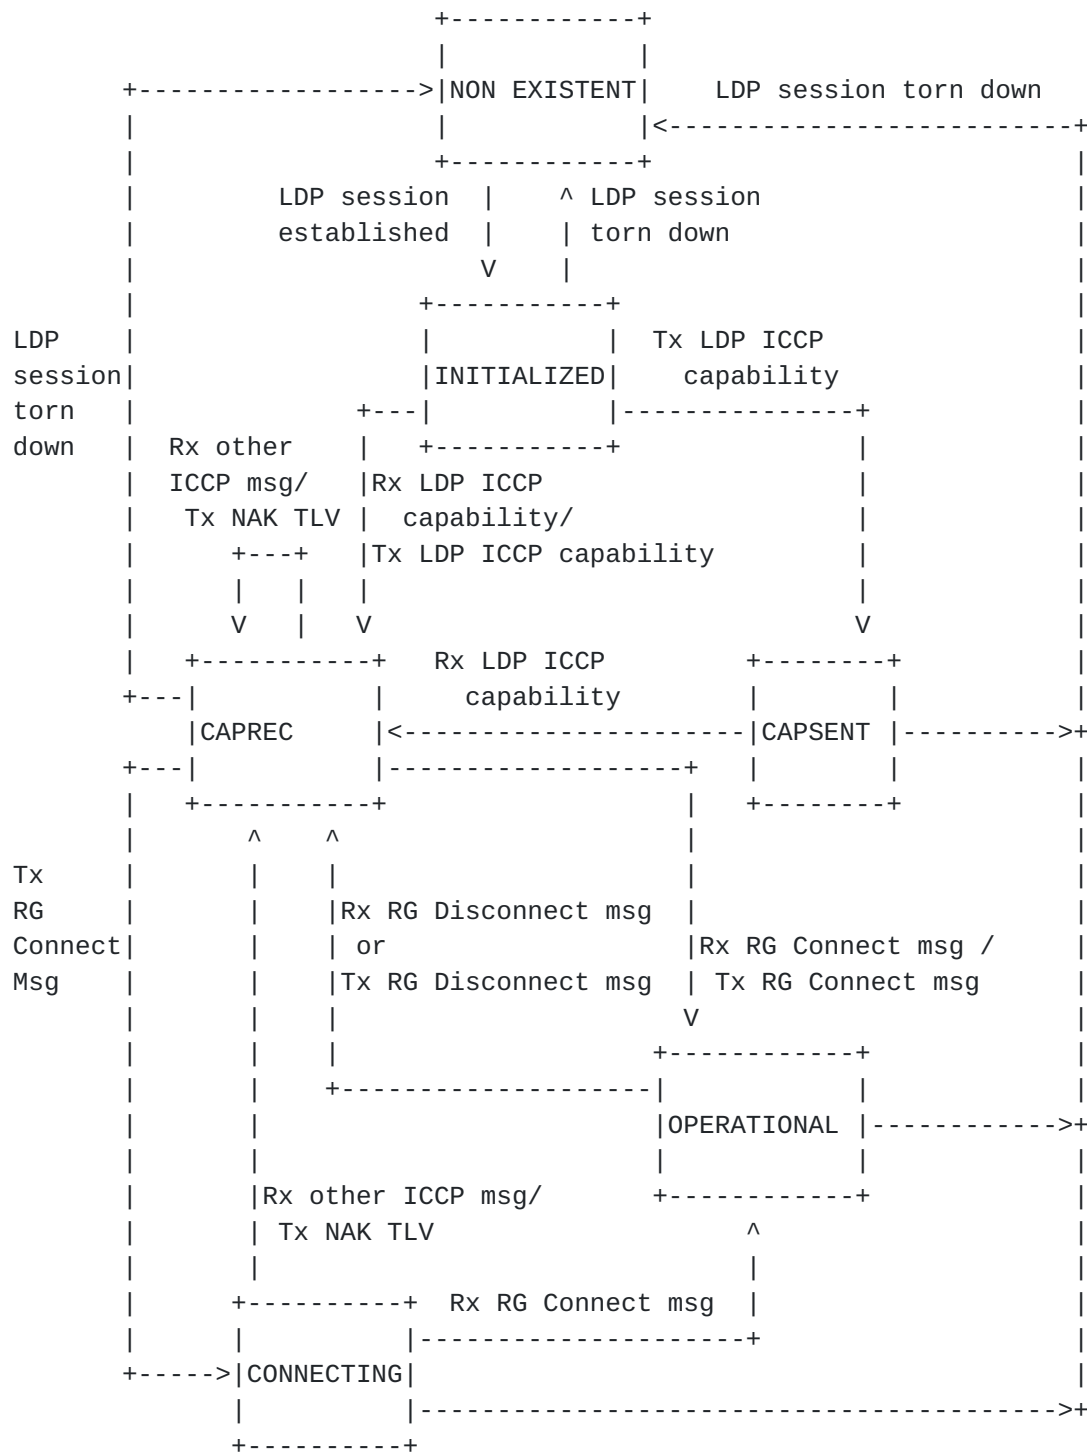 NON EXISTENT LDP session torn down
LDP session LDP session
established torn down
LDP Tx LDP ICCP
session INITIALIZED capability
torn
down Rx other
ICCP msg/ Rx LDP ICCP
Tx NAK TLV capability/
Tx LDP ICCP capability
Rx LDP ICCP
capability
CAPREC CAPSENT
Tx
RG Rx RG Disconnect msg
Connect or Rx RG Connect msg /
Msg Tx RG Disconnect msg Tx RG Connect msg
OPERATIONAL
Rx other ICCP msg/
Tx NAK TLV
Rx RG Connect msg
CONNECTING